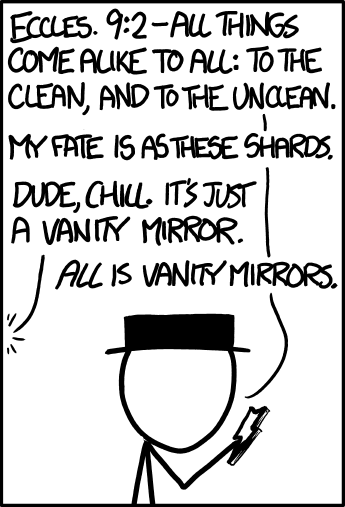 ECCLES. 9:2-ALL THINGS
COME ALIKE TO ALL: TO THE
CLEAN, AND TO THE UNCLEAN.
MY FATE IS AS THESE SHARDS.
DUDE, CHILL. IT'S JUST
A VANITY MIRROR.
ALL IS VANITY MIRRORS.